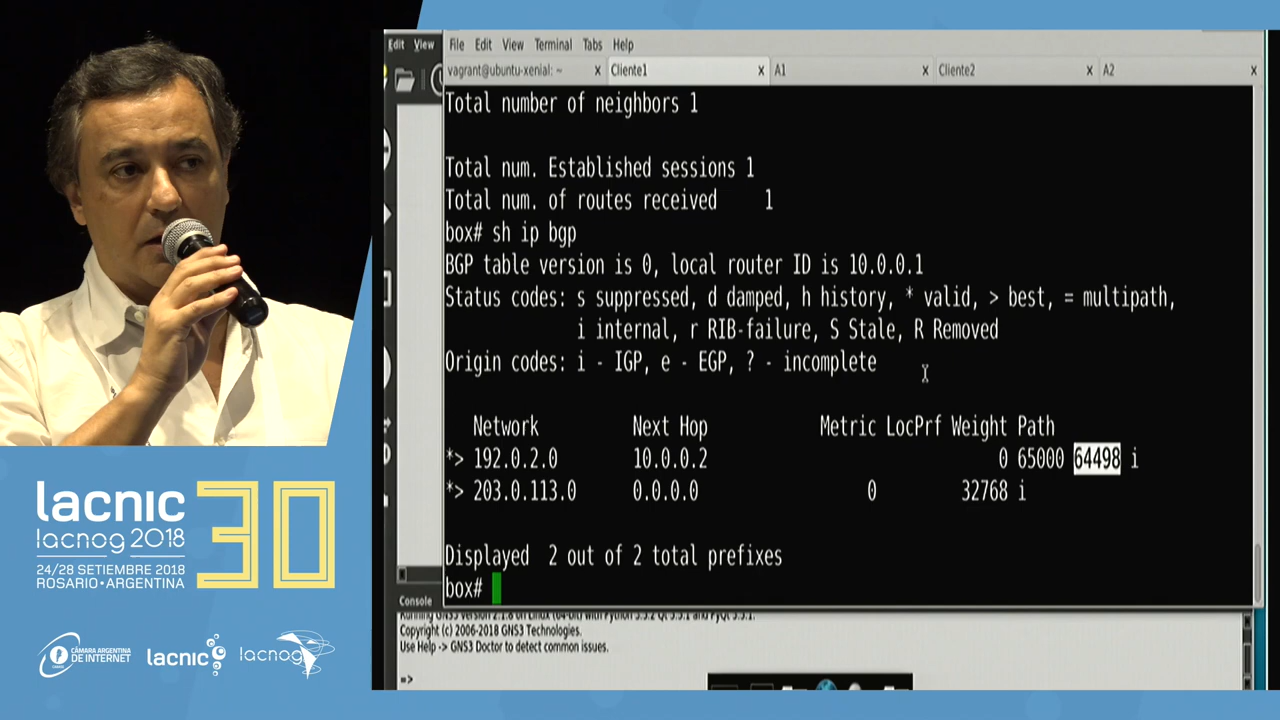 Edit View
File Edit View Terminal Tabs Help
vagrant@ubuntu-xenial: ~ x Cliente1 x A1 x Cliente2 x A2 x
Total number of neighbors 1
Total num. Established sessions 1
Total num. of routes received 1
box# sh ip bgp
BGP table version is 0, local router ID is 10.0.0.1
Status codes: s suppressed, d damped, h history, * valid, > best, = multipath,
i internal, r RIB-failure, S Stale, R Removed
Origin codes: i - IGP, e - EGP, ? - incomplete
Network Next Hop Metric LocPrf Weight Path
*> 192.0.2.0 10.0.0.2 0 65000 64498 i
*> 203.0.113.0 0.0.0.0 0 32768 i
Displayed 2 out of 2 total prefixes
box#
Console
Copyright (c) 2006-2018 GNS3 Technologies.
Use Help -> GNS3 Doctor to detect common issues.
=>
lacnic 30
lacnog 2018
24/28 SETIEMBRE 2018
ROSARIO•ARGENTINA
CÁMARA ARGENTINA
DE INTERNET
lacnic
lacnog